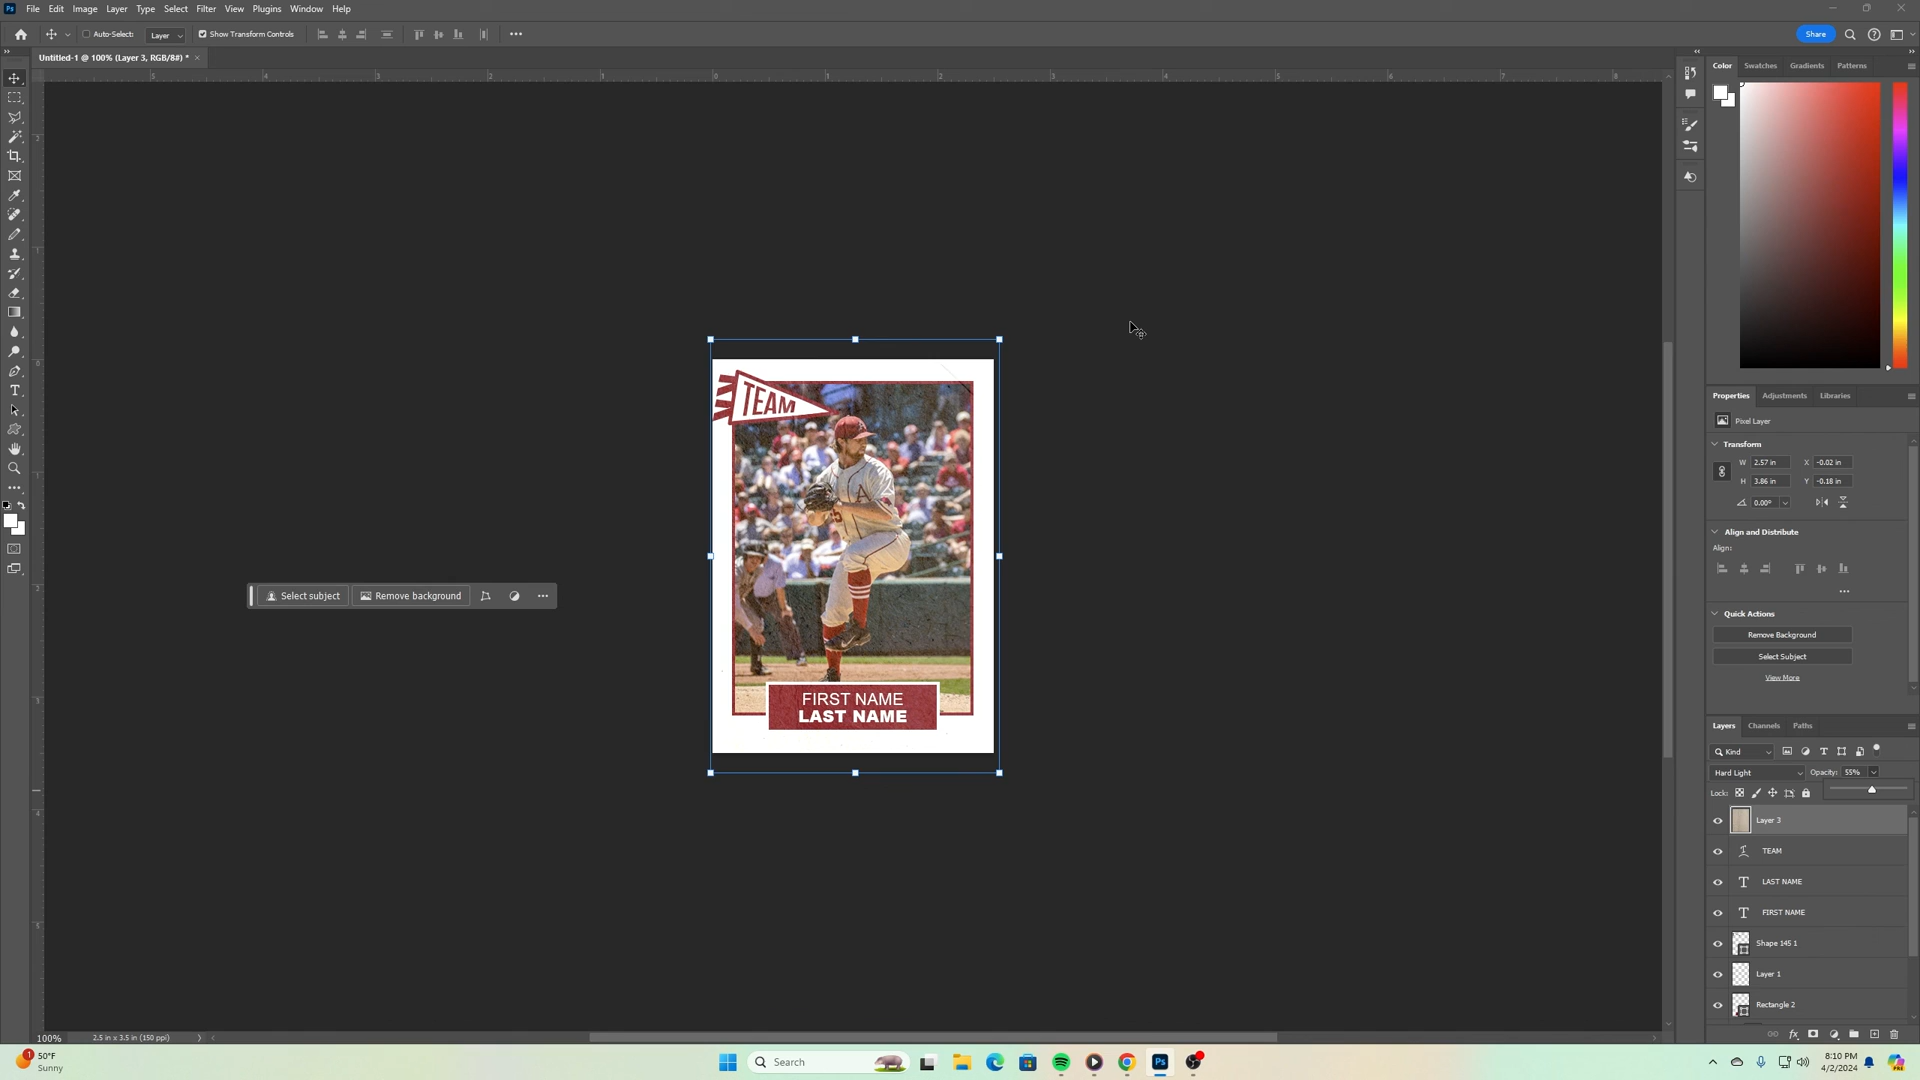 File Edit Image Layer Type Select Filter View Plugins Window Help
Auto-Select: Layer Show Transform Controls Share
Untitled-1 @ 100% (Layer 3, RGB/8#) *
Color Swatches Gradients Patterns
TEAM
FIRST NAME
LAST NAME
Select subject Remove background
Properties Adjustments Libraries
Pixel Layer
Transform
W 2.57 in X -0.02 in
H 3.86 in Y -0.18 in
0.00°
Align and Distribute
Align:
Quick Actions
Remove Background
Select Subject
View More
Layers Channels Paths
Kind
Hard Light Opacity: 55%
Lock:
Layer 3
TEAM
LAST NAME
FIRST NAME
Shape 145 1
Layer 1
Rectangle 2
100% 2.5 in x 3.5 in (150 ppi)
50°F
Sunny
Search
8:10 PM
4/2/2024